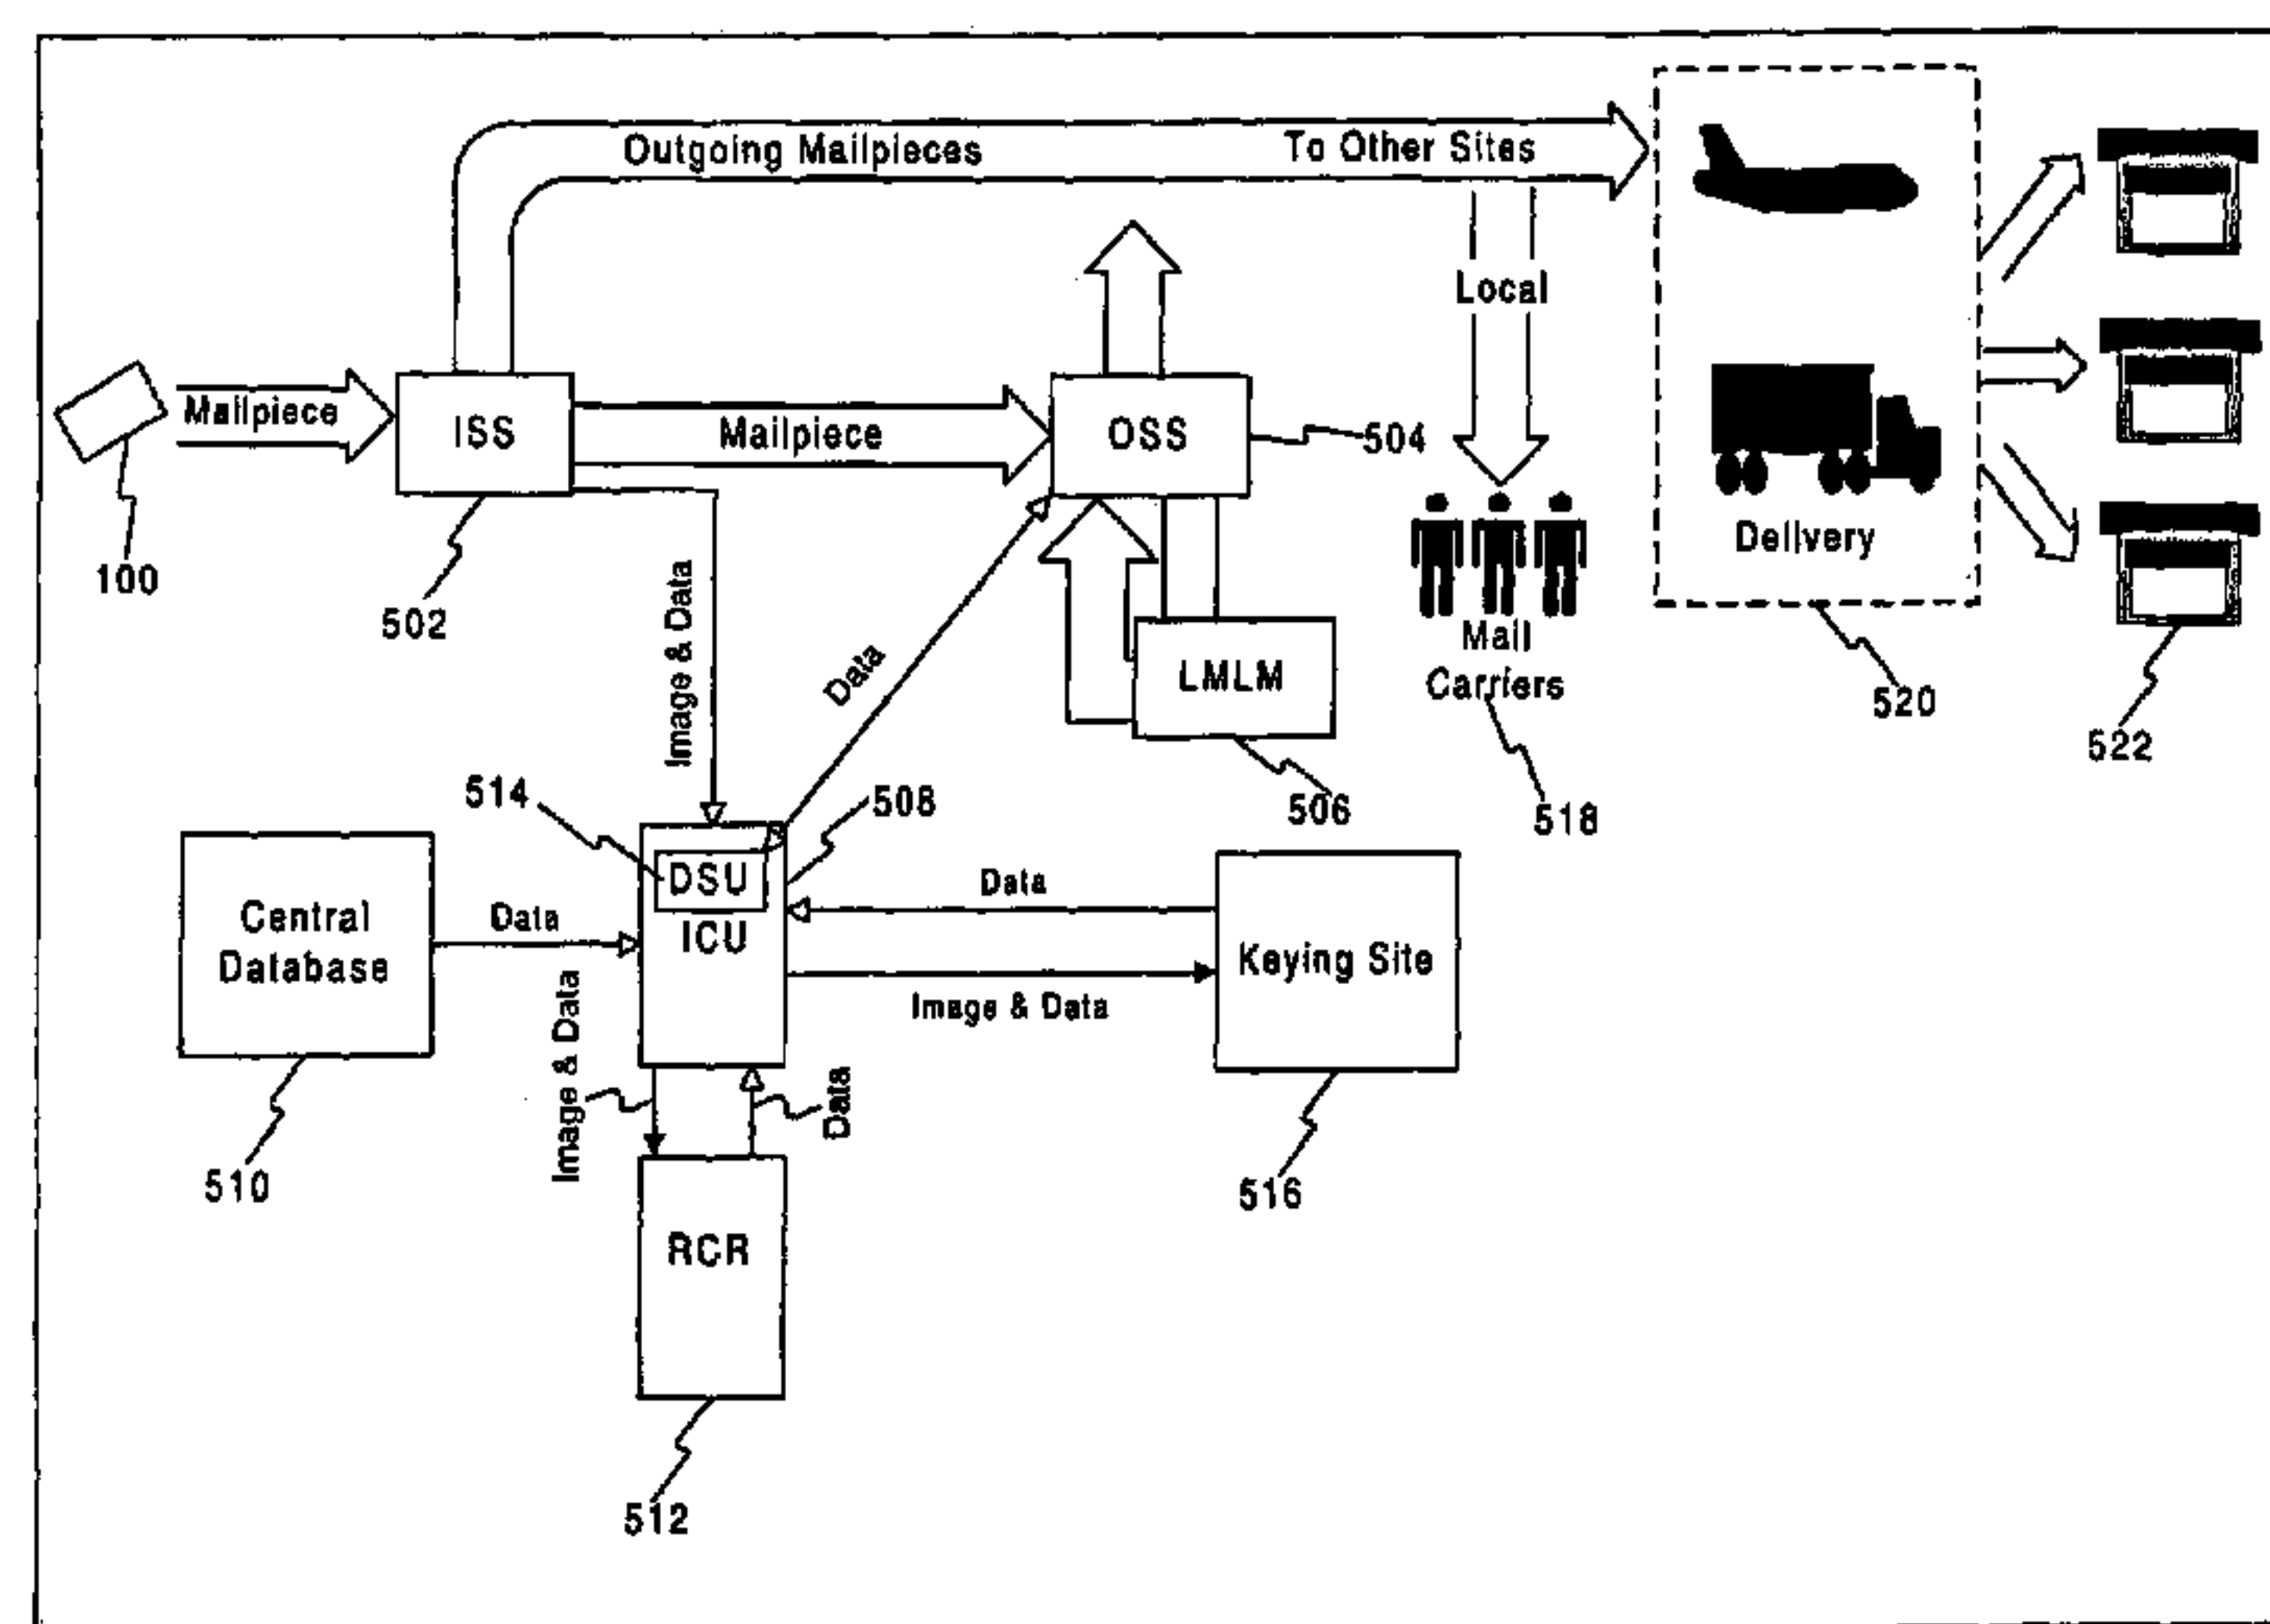 Outgoing Mailpieces
To Other Sites
Local
Mailpiece
ISS
Mailpiece
OSS
504
100
502
Image & Data
Data
LMLM
Mail
Carriers
Delivery
520
522
514
508
506
518
Central
Database
Data
DSU
ICU
Data
Image & Data
Keying Site
Image & Data
Data
510
516
RCR
512